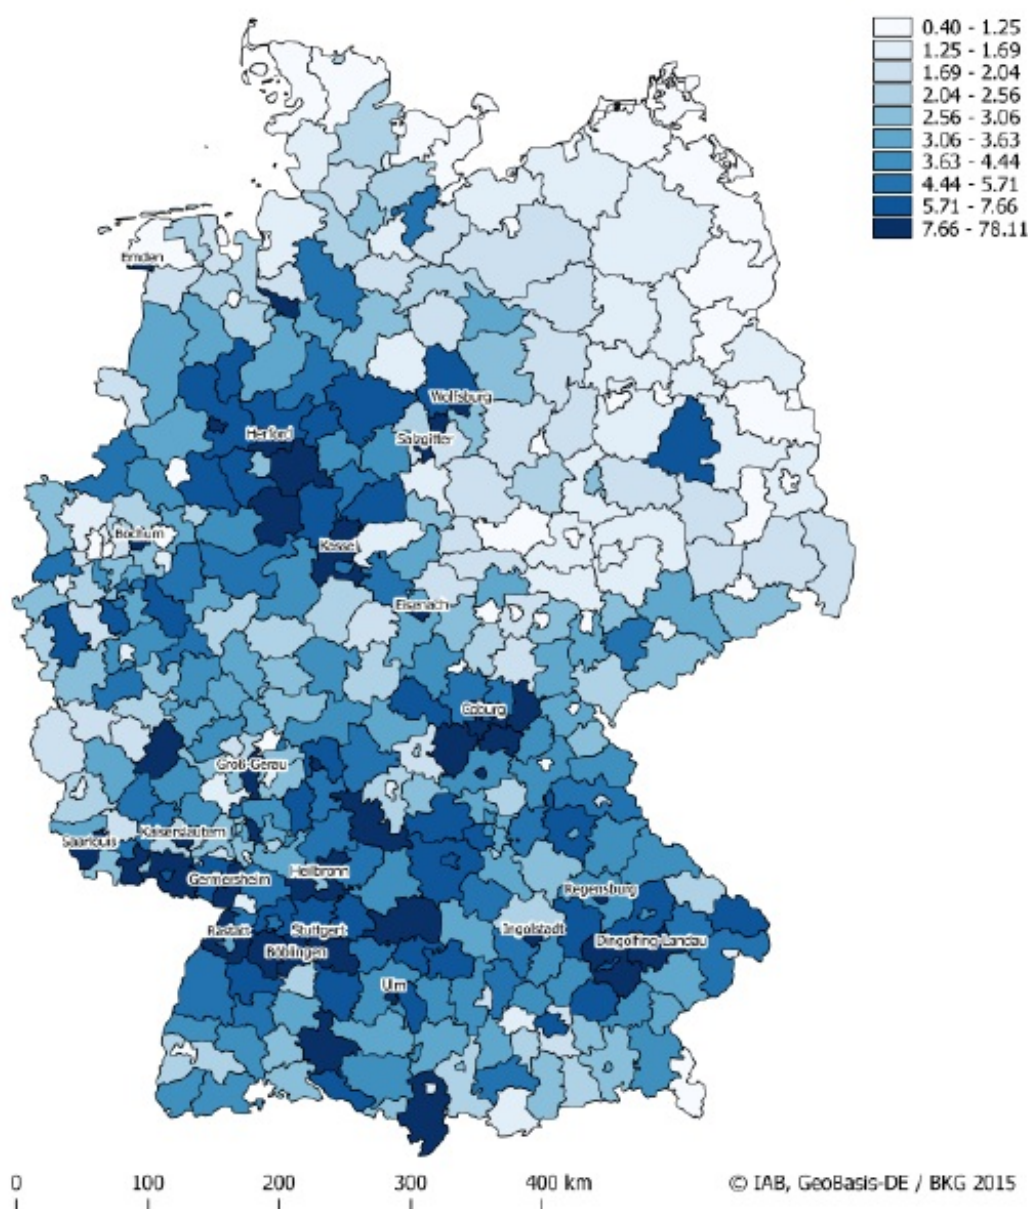 0.40 - 1.25
1.25 - 1.69
1.69 - 2.04
2.04 - 2.56
2.56 - 3.06
3.06 - 3.63
3.63 - 4.44
4.44 - 5.71
5.71 - 7.66
7.66 - 78.11
Emden
Wolfsburg
Herford
Salzgitter
Bochum
Kassel
Eisenach
Coburg
Groß-Gerau
Kaiserslautern
Saarlouis
Heilbronn
Germersheim
Regensburg
Rastatt
Stuttgart
Ingolstadt
Dingolfing-Landau
Böblingen
Ulm
0 100 200 300 400 km
© IAB, GeoBasis-DE / BKG 2015